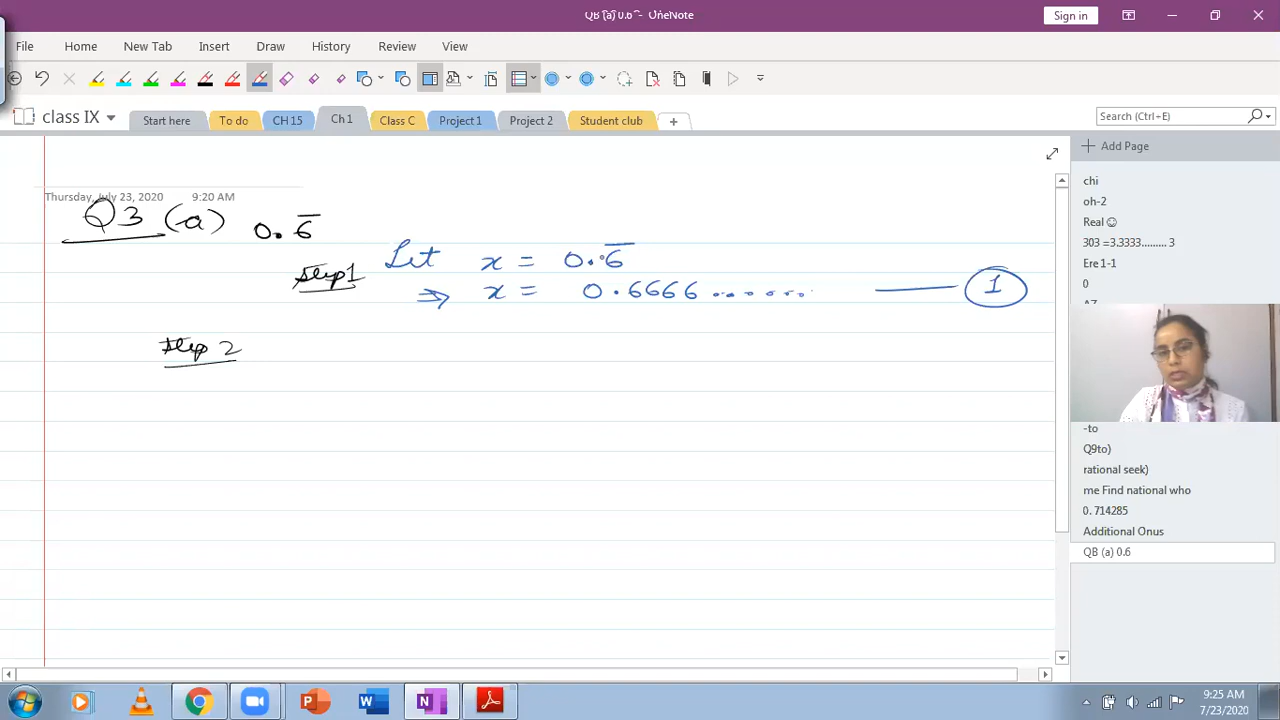 QB (a) 0.6 - OneNote
Sign in
File Home New Tab Insert Draw History Review View
class IX Start here To do CH 15 Ch 1 Class C Project 1 Project 2 Student club
Search (Ctrl+E)
Add Page
Thursday, July 23, 2020 9:20 AM
Q3 (a) 0.6̅
Step1 Let x = 0.6̅
⇒ x = 0.6666 ........ —— 1
Step 2
chi
oh-2
Real ☺
303 =3.3333......... 3
Ere 1-1
0
-to
Q9to)
rational seek)
me Find national who
0. 714285
Additional Onus
QB (a) 0.6
9:25 AM
7/23/2020